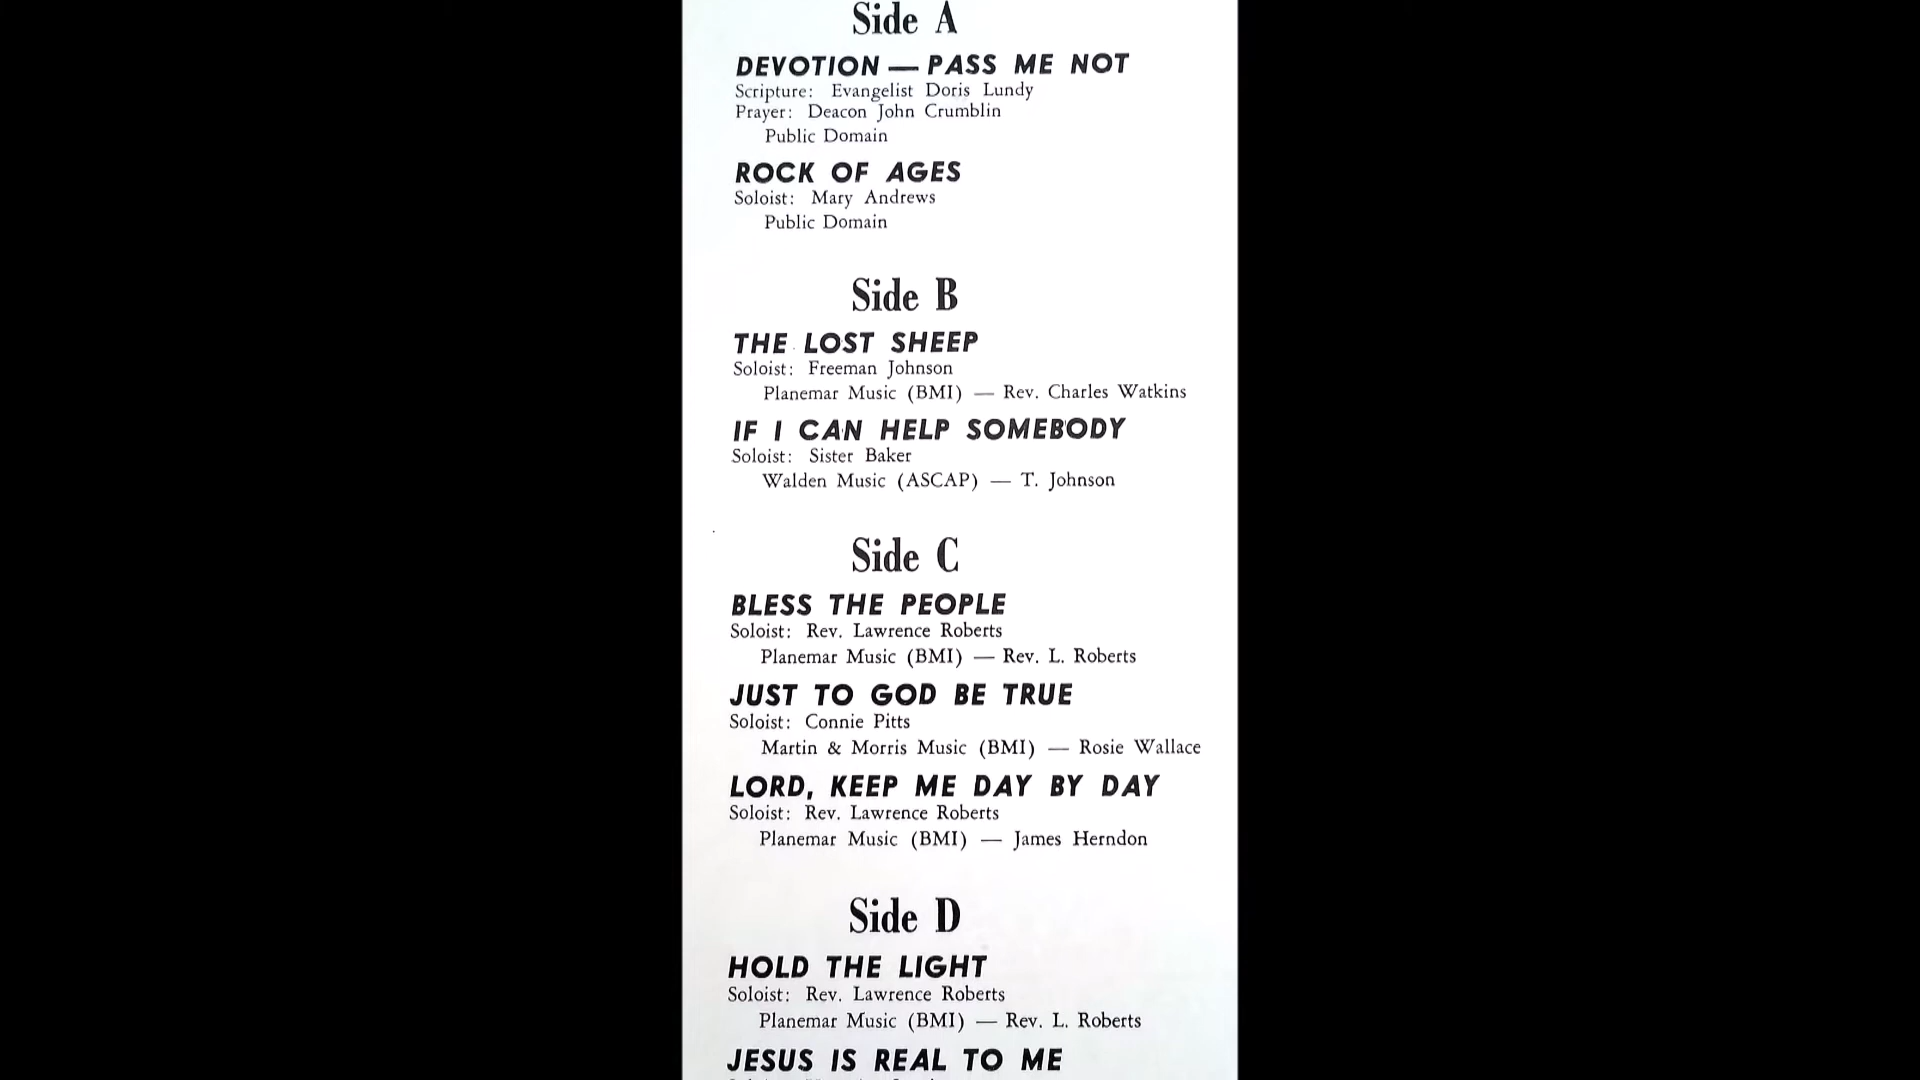 Side A
DEVOTION — PASS ME NOT
Scripture: Evangelist Doris Lundy
Prayer: Deacon John Crumblin
Public Domain
ROCK OF AGES
Soloist: Mary Andrews
Public Domain
Side B
THE LOST SHEEP
Soloist: Freeman Johnson
Planemar Music (BMI) — Rev. Charles Watkins
IF I CAN HELP SOMEBODY
Soloist: Sister Baker
Walden Music (ASCAP) — T. Johnson
Side C
BLESS THE PEOPLE
Soloist: Rev. Lawrence Roberts
Planemar Music (BMI) — Rev. L. Roberts
JUST TO GOD BE TRUE
Soloist: Connie Pitts
Martin & Morris Music (BMI) — Rosie Wallace
LORD, KEEP ME DAY BY DAY
Soloist: Rev. Lawrence Roberts
Planemar Music (BMI) — James Herndon
Side D
HOLD THE LIGHT
Soloist: Rev. Lawrence Roberts
Planemar Music (BMI) — Rev. L. Roberts
JESUS IS REAL TO ME